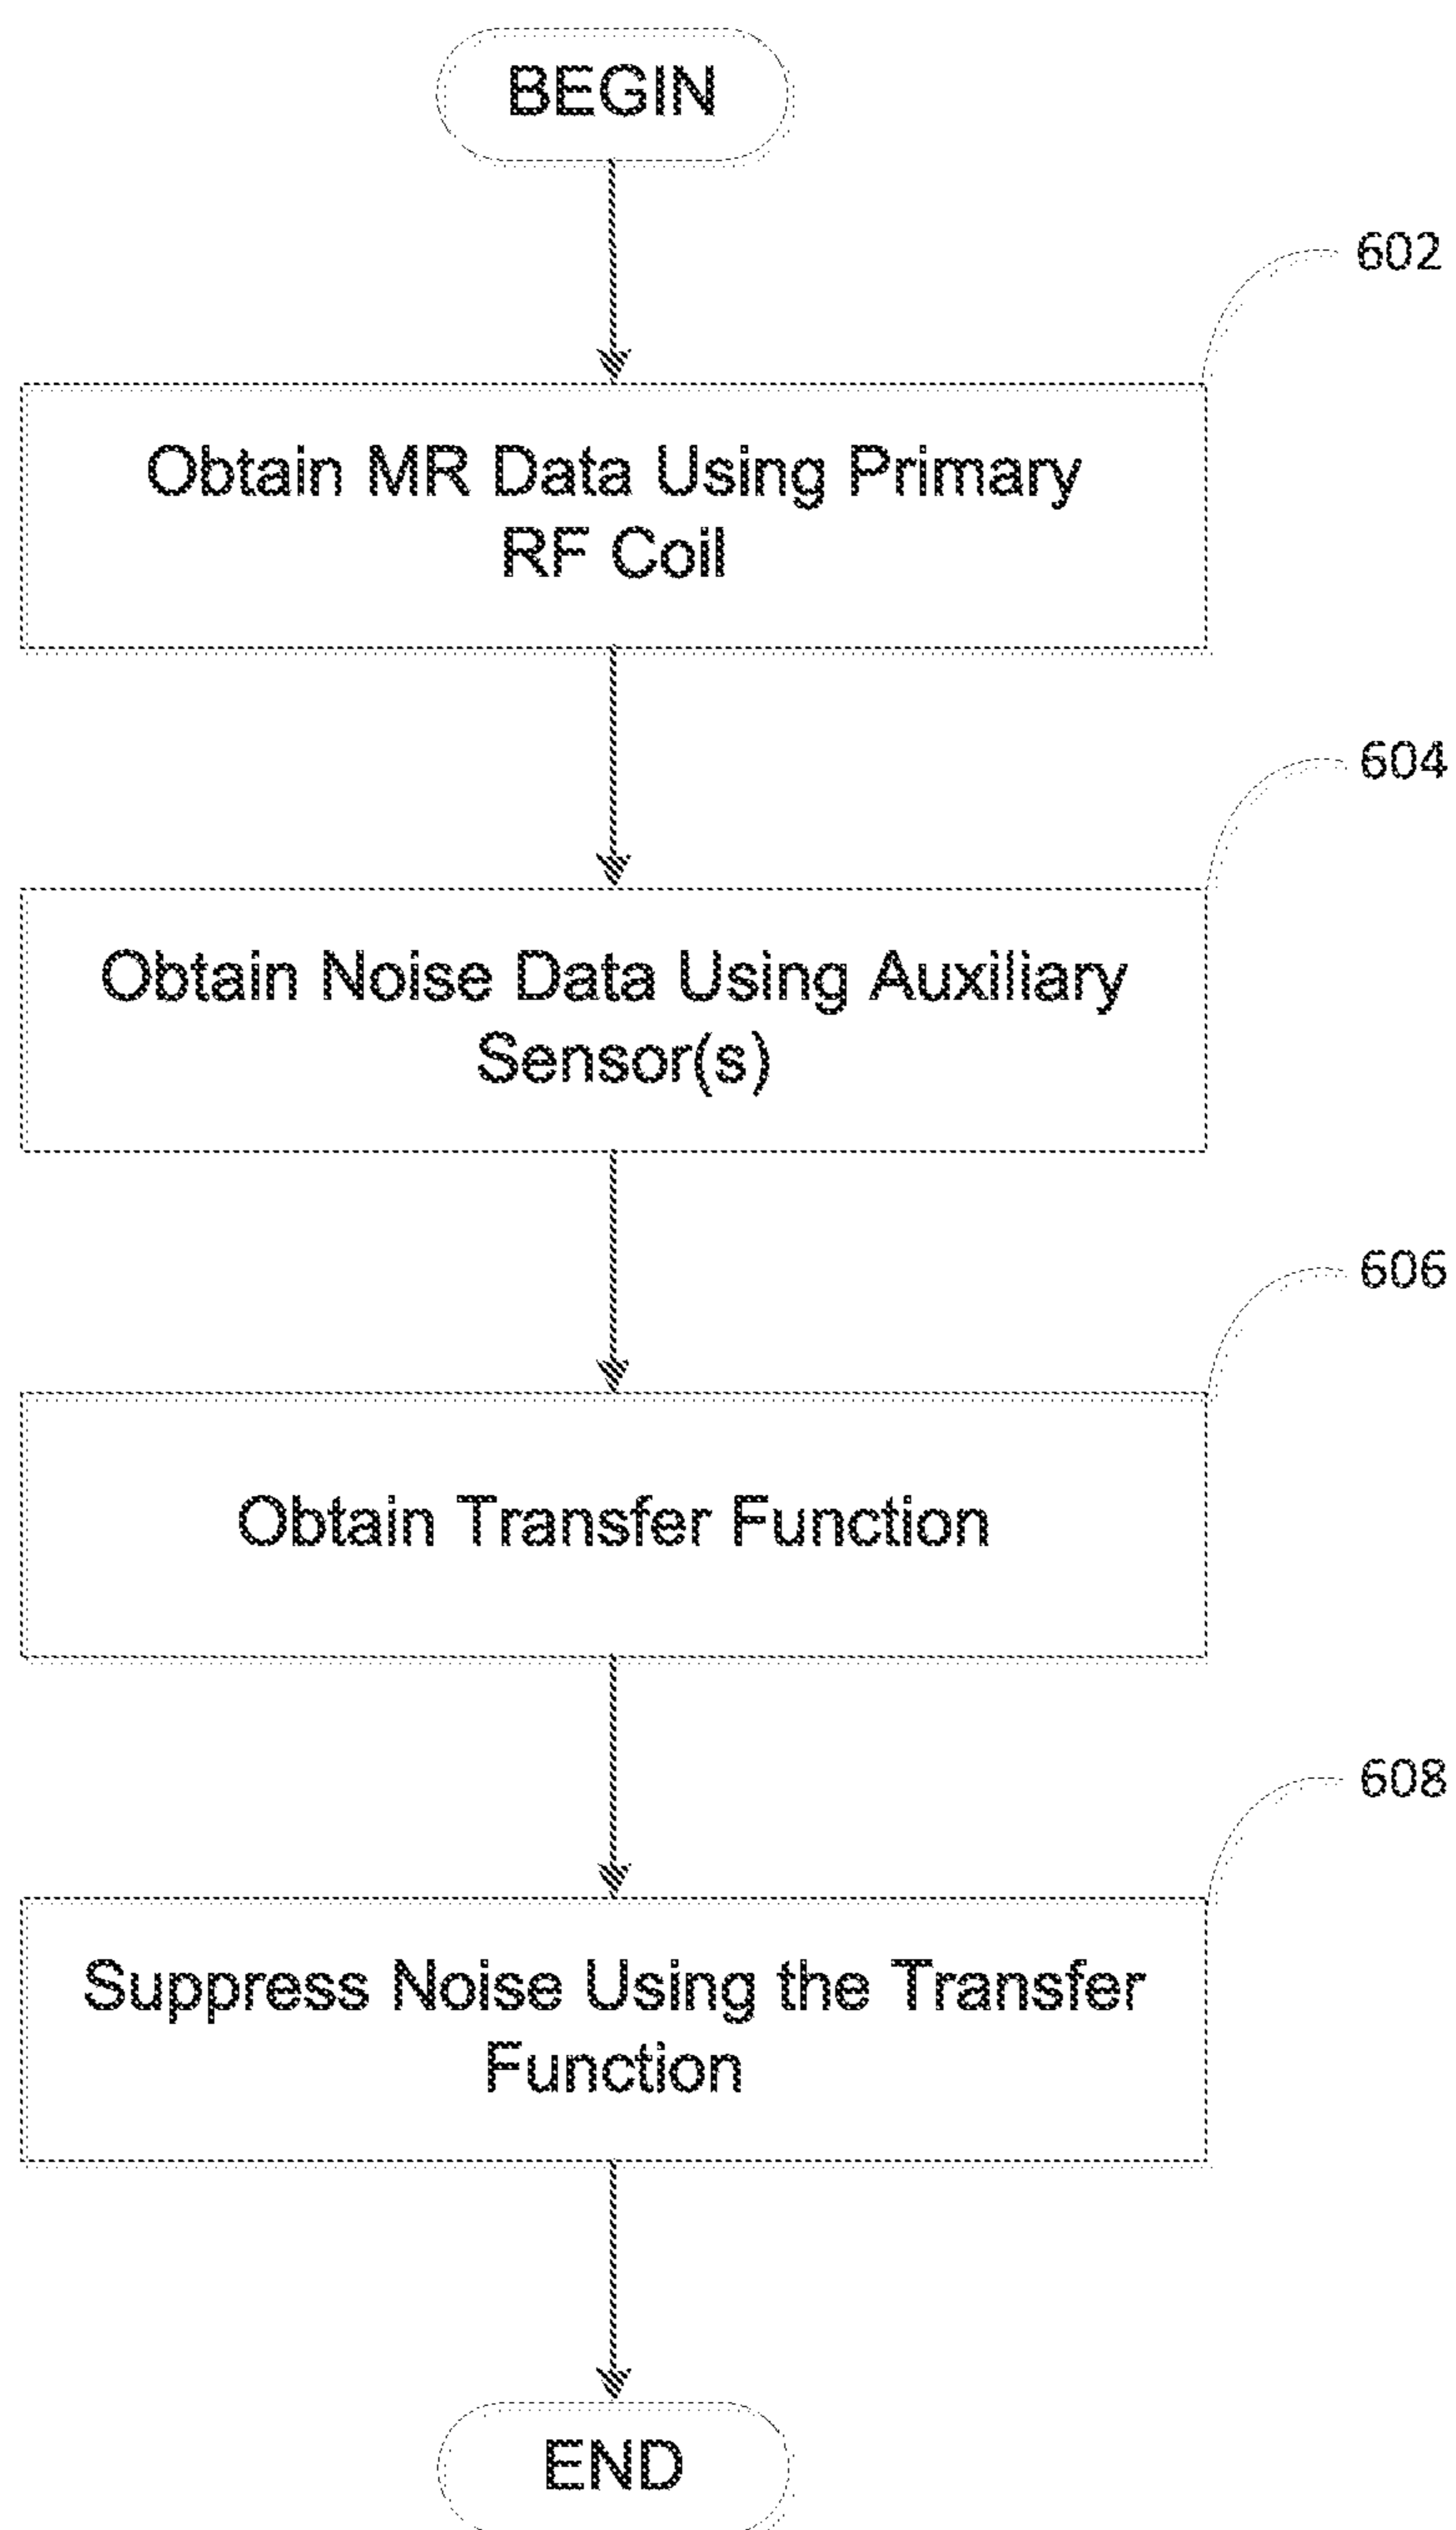 BEGIN
602
Obtain MR Data Using Primary
RF Coil
604
Obtain Noise Data Using Auxiliary
Sensor(s)
606
Obtain Transfer Function
608
Suppress Noise Using the Transfer
Function
END